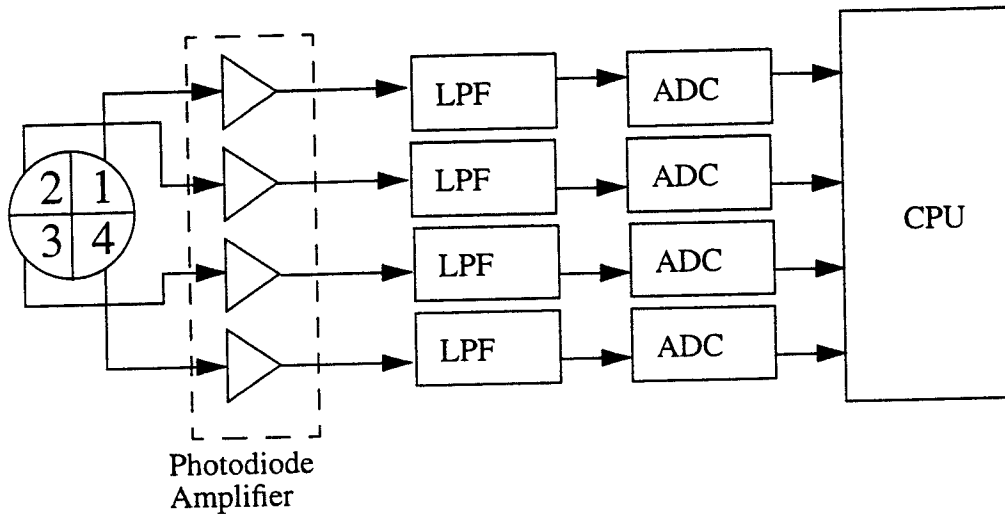 LPF ADC
2 1 LPF ADC
CPU
3 4 LPF ADC
LPF ADC
Photodiode
Amplifier